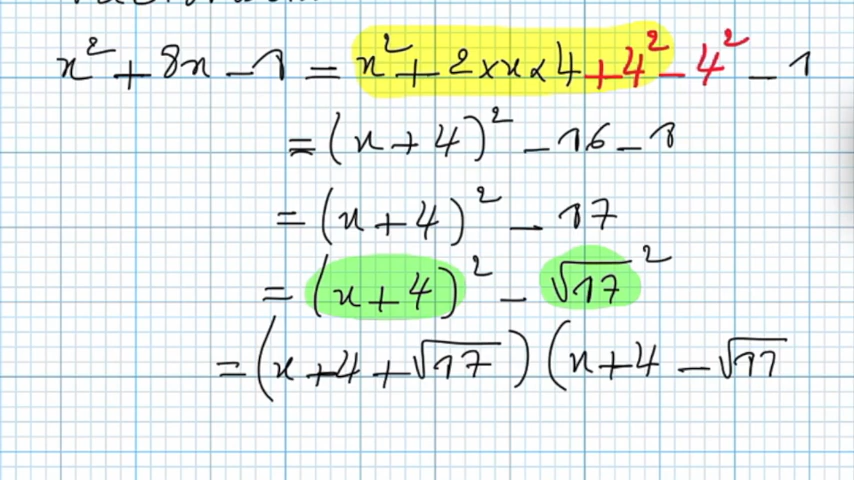 x² + 8x - 1 = x² + 2 × x × 4 + 4² - 4² - 1
= (x + 4)² - 16 - 1
= (x + 4)² - 17
= (x + 4)² - √17²
= (x + 4 + √17) (x + 4 - √17